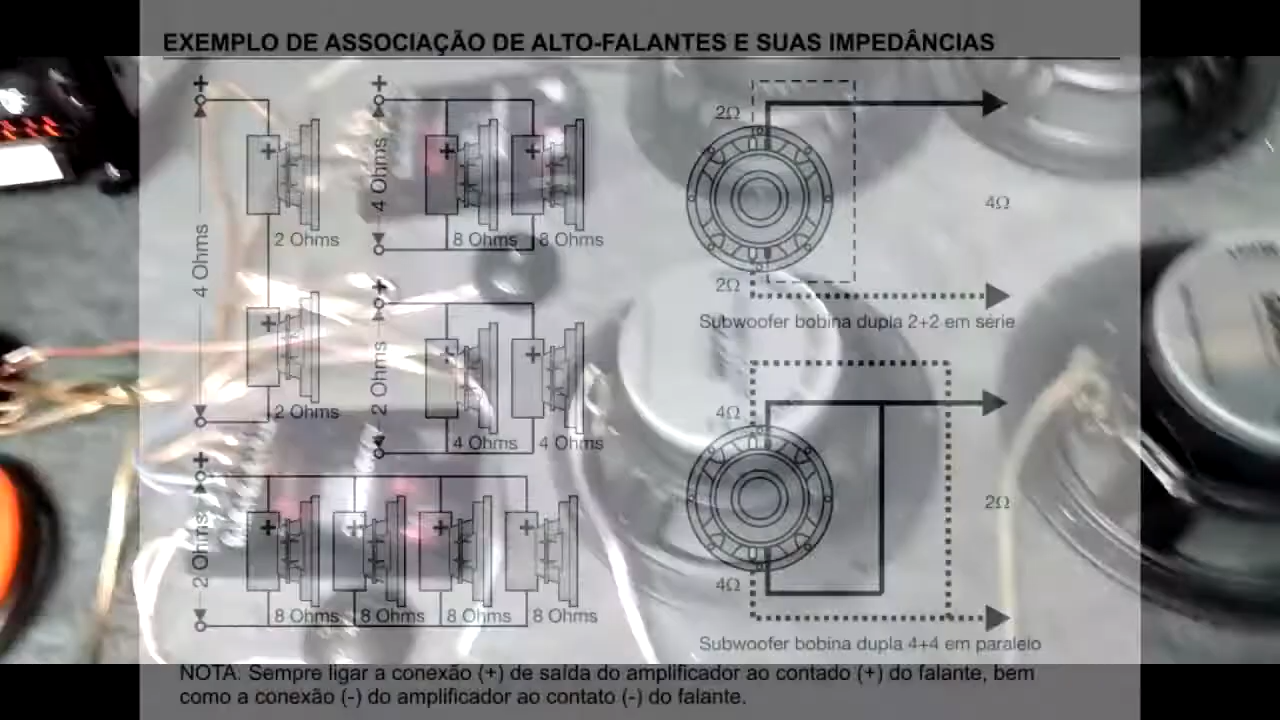 EXEMPLO DE ASSOCIAÇÃO DE ALTO-FALANTES E SUAS IMPEDÂNCIAS
+
+
4 Ohms
+
2 Ohms
+
2 Ohms
4 Ohms
+
8 Ohms
+
8 Ohms
+
2 Ohms
+
4 Ohms
+
4 Ohms
+
2 Ohms
+
8 Ohms
+
8 Ohms
+
8 Ohms
+
8 Ohms
2Ω
4Ω
2Ω
Subwoofer bobina dupla 2+2 em série
4Ω
2Ω
4Ω
Subwoofer bobina dupla 4+4 em paralelo
NOTA: Sempre ligar a conexão (+) de saída do amplificador ao contado (+) do falante, bem
como a conexão (-) do amplificador ao contato (-) do falante.